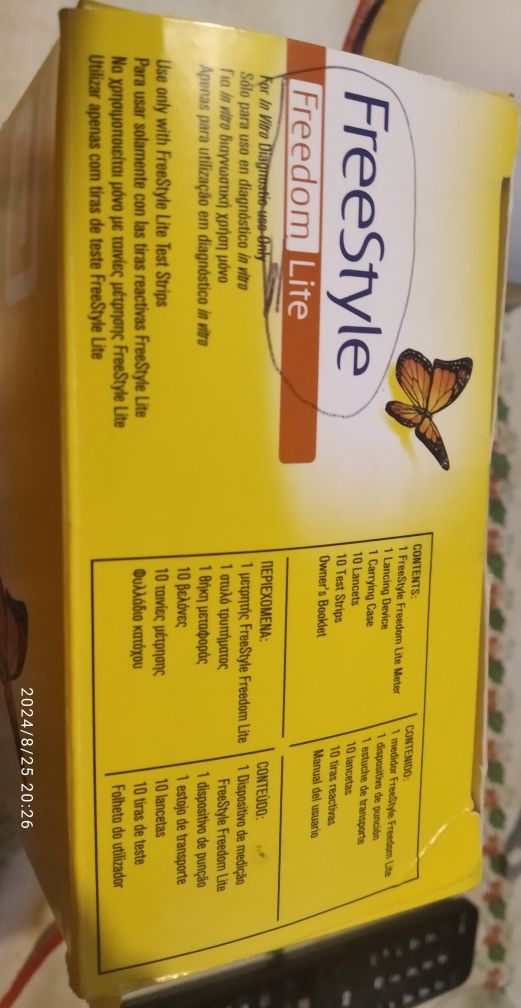 FreeStyle
Freedom Lite
For In Vitro Diagnostic use Only
Sólo para uso en diagnóstico in vitro
Για in vitro διαγνωστική χρήση μόνο
Apenas para utilização em diagnóstico in vitro
Use only with FreeStyle Lite Test Strips
Para usar solamente con las tiras reactivas FreeStyle Lite
Να χρησιμοποιείται μόνο με ταινίες μέτρησης FreeStyle Lite
Utilizar apenas com tiras de teste FreeStyle Lite
CONTENTS:
1 FreeStyle Freedom Lite Meter
1 Lancing Device
1 Carrying Case
10 Lancets
10 Test Strips
Owner's Booklet
CONTENIDO:
1 medidor FreeStyle Freedom Lite
1 dispositivo de punción
1 estuche de transporte
10 lancetas
10 tiras reactivas
Manual del usuario
ΠΕΡΙΕΧΟΜΕΝΑ:
1 μετρητής FreeStyle Freedom Lite
1 στυλό τρυπήματος
1 θήκη μεταφοράς
10 βελόνες
10 ταινίες μέτρησης
Φυλλάδιο κατόχου
CONTEÚDO:
1 Dispositivo de medição
FreeStyle Freedom Lite
1 dispositivo de punção
1 estojo de transporte
10 lancetas
10 tiras de teste
Folheto do utilizador
2024/8/25 20:26